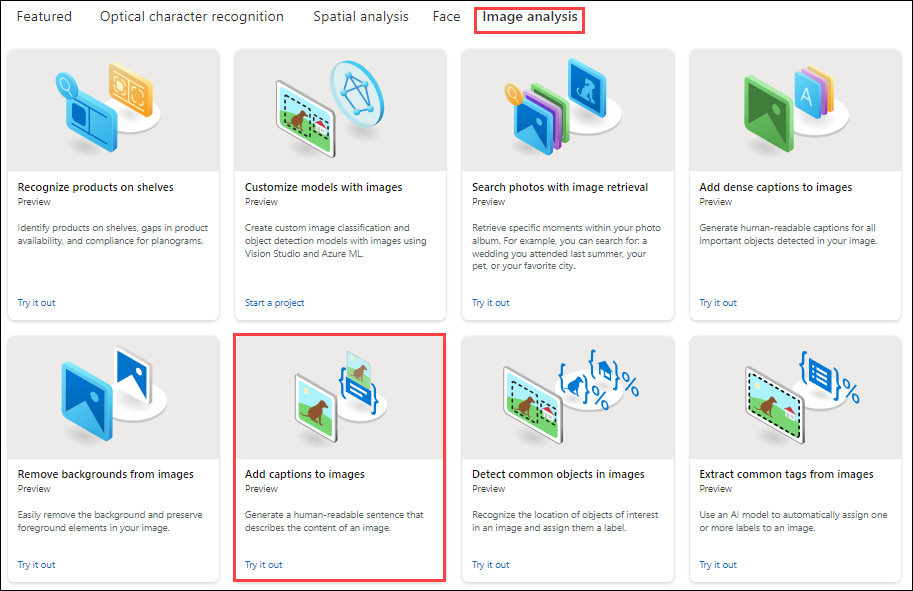 Featured Optical character recognition Spatial analysis Face Image analysis
Recognize products on shelves
Preview
Identify products on shelves, gaps in product
availability, and compliance for planograms.
Try it out
Customize models with images
Preview
Create custom image classification and
object detection models with images using
Vision Studio and Azure ML.
Start a project
Search photos with image retrieval
Preview
Retrieve specific moments within your photo
album. For example, you can search for: a
wedding you attended last summer, your
pet, or your favorite city.
Try it out
A
Add dense captions to images
Preview
Generate human-readable captions for all
important objects detected in your image.
Try it out
Remove backgrounds from images
Preview
Easily remove the background and preserve
foreground elements in your image.
Try it out
{ }
Add captions to images
Preview
Generate a human-readable sentence that
describes the content of an image.
Try it out
{ }% { }%
Detect common objects in images
Preview
Recognize the location of objects of interest
in an image and assign them a label.
Try it out
{ }%
Extract common tags from images
Preview
Use an AI model to automatically assign one
or more labels to an image.
Try it out